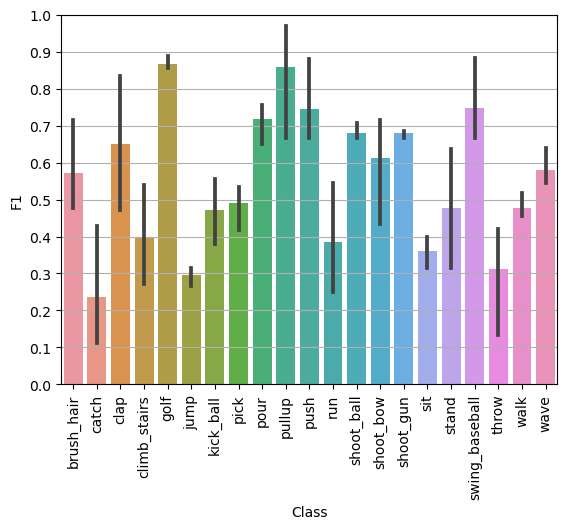 1.0
0.9
0.8
0.7
0.6
0.5
0.4
0.3
0.2
0.1
0.0
F1
brush_hair
catch
clap
climb_stairs
golf
jump
kick_ball
pick
pour
pullup
push
run
shoot_ball
shoot_bow
shoot_gun
sit
stand
swing_baseball
throw
walk
wave
Class